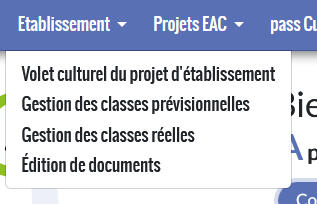 Etablissement Projets EAC pass
Volet culturel du projet d'établissement
Gestion des classes prévisionnelles
Gestion des classes réelles
Édition de documents